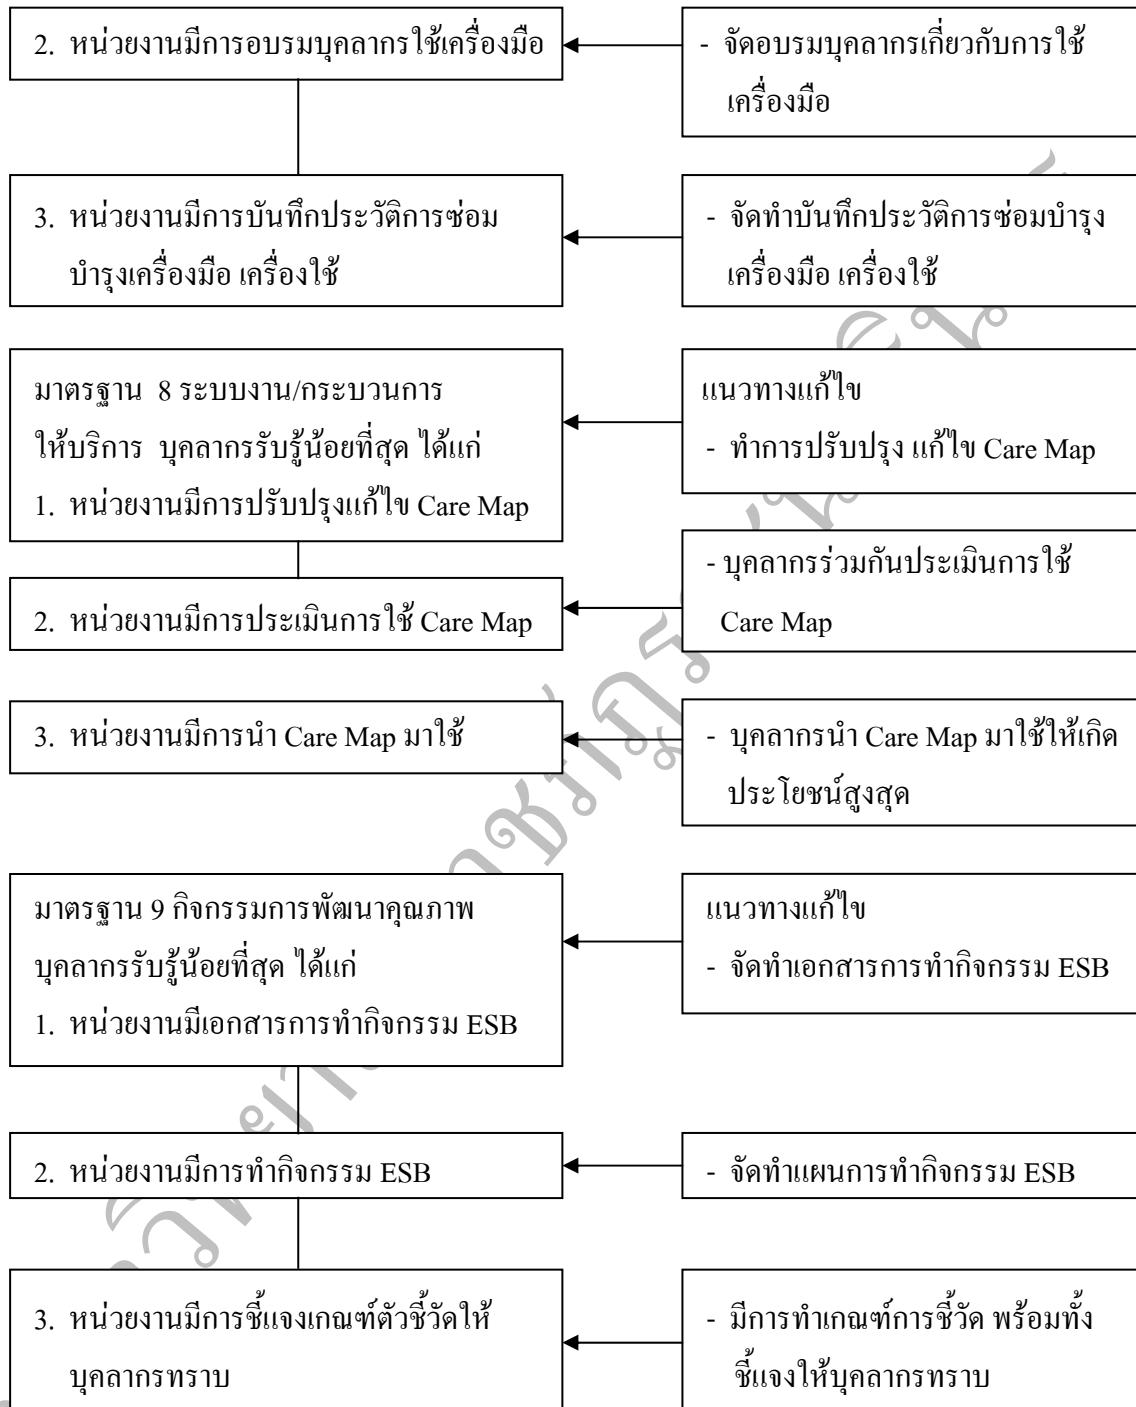 2. หน่วยงานมีการอบรมบุคลากรใช้เครื่องมือ
- จัดอบรมบุคลากรเกี่ยวกับการใช้
เครื่องมือ
3. หน่วยงานมีการบันทึกประวัติการซ่อม
บำรุงเครื่องมือ เครื่องใช้
- จัดทำบันทึกประวัติการซ่อมบำรุง
เครื่องมือ เครื่องใช้
มาตรฐาน 8 ระบบงาน/กระบวนการ
ให้บริการ บุคลากรรับรู้น้อยที่สุด ได้แก่
1. หน่วยงานมีการปรับปรุงแก้ไข Care Map
แนวทางแก้ไข
- ทำการปรับปรุง แก้ไข Care Map
2. หน่วยงานมีการประเมินการใช้ Care Map
- บุคลากรร่วมกันประเมินการใช้
Care Map
3. หน่วยงานมีการนำ Care Map มาใช้
- บุคลากรนำ Care Map มาใช้ให้เกิด
ประโยชน์สูงสุด
มาตรฐาน 9 กิจกรรมการพัฒนาคุณภาพ
บุคลากรรับรู้น้อยที่สุด ได้แก่
1. หน่วยงานมีเอกสารการทำกิจกรรม ESB
แนวทางแก้ไข
- จัดทำเอกสารการทำกิจกรรม ESB
2. หน่วยงานมีการทำกิจกรรม ESB
- จัดทำแผนการทำกิจกรรม ESB
3. หน่วยงานมีการชี้แจงเกณฑ์ตัวชี้วัดให้
บุคลากรทราบ
- มีการทำเกณฑ์การชี้วัด พร้อมทั้ง
ชี้แจงให้บุคลากรทราบ